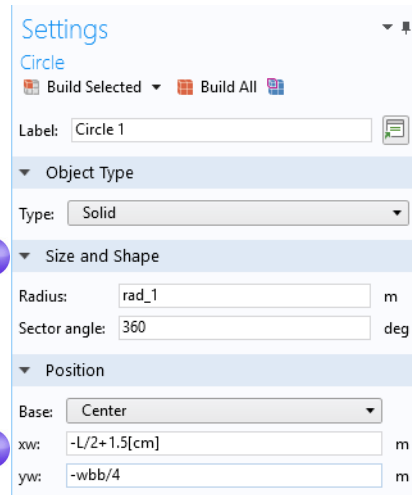 Settings
Circle
Build Selected Build All
Label: Circle 1
Object Type
Type: Solid
Size and Shape
Radius: rad_1 m
Sector angle: 360 deg
Position
Base: Center
xw: -L/2+1.5[cm] m
yw: -wbb/4 m